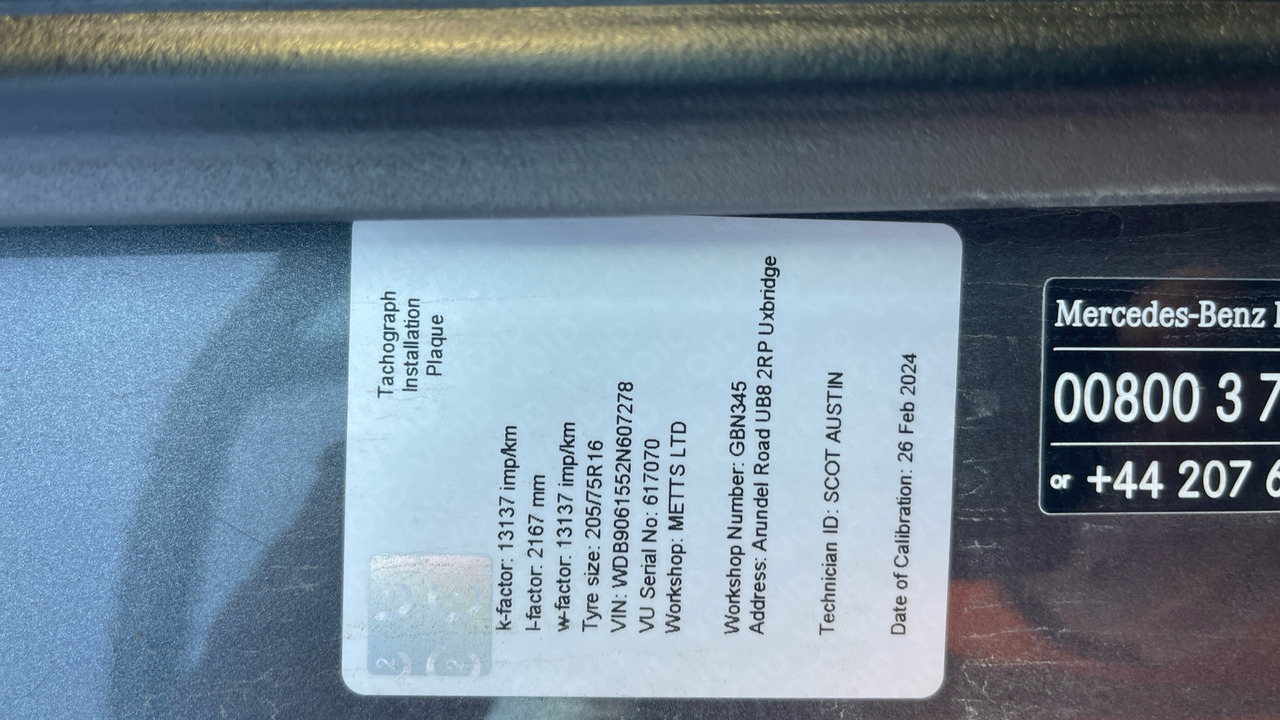 Tachograph
Installation
Plaque
k-factor: 13137 imp/km
l-factor: 2167 mm
w-factor: 13137 imp/km
Tyre size: 205/75R16
VIN: WDB9061552N607278
VU Serial No: 617070
Workshop: METTS LTD
Workshop Number: GBN345
Address: Arundel Road UB8 2RP Uxbridge
Technician ID: SCOT AUSTIN
Date of Calibration: 26 Feb 2024
Mercedes-Benz
00800 3 7
or +44 207 6